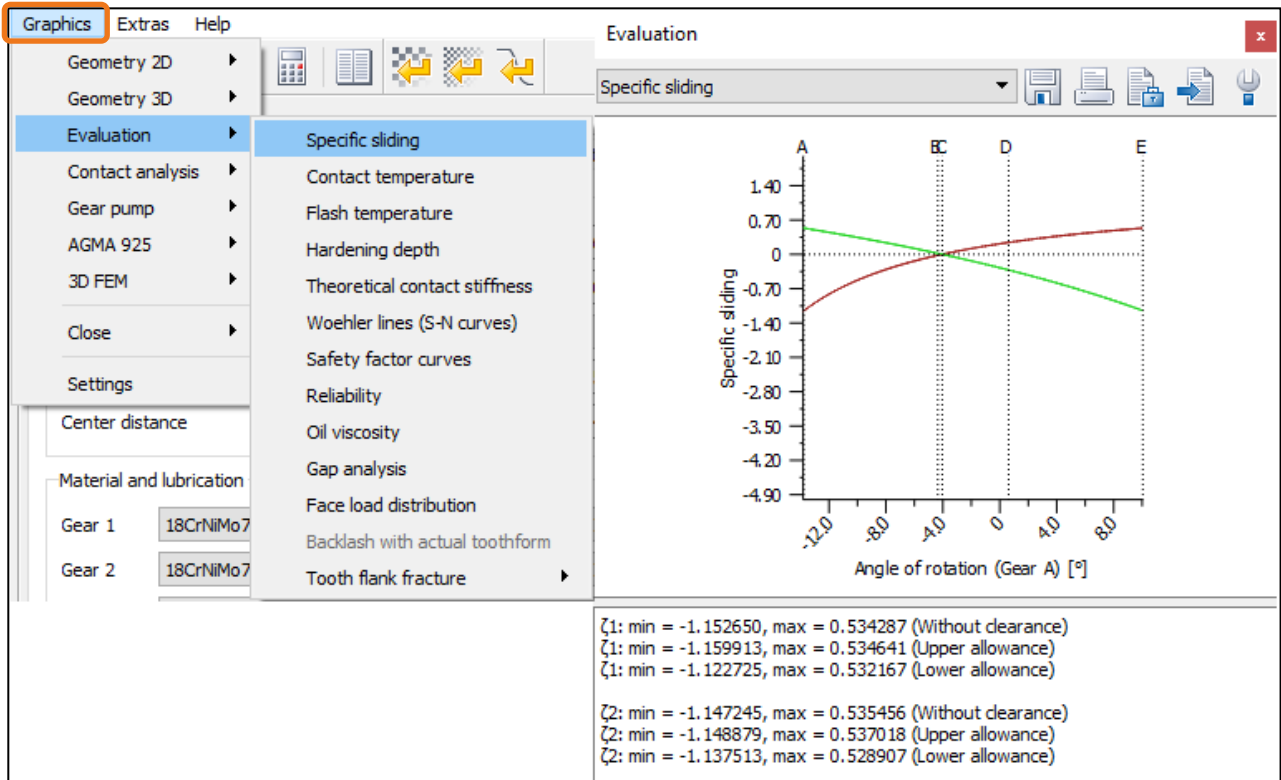 Graphics Extras Help
Geometry 2D
Geometry 3D
Evaluation
Contact analysis
Gear pump
AGMA 925
3D FEM
Close
Settings
Specific sliding
Contact temperature
Flash temperature
Hardening depth
Theoretical contact stiffness
Woehler lines (S-N curves)
Safety factor curves
Reliability
Oil viscosity
Gap analysis
Face load distribution
Backlash with actual toothform
Tooth flank fracture
Center distance
Material and lubrication
Gear 1 18CrNiMo7
Gear 2 18CrNiMo7
Evaluation
x
Specific sliding
A B C D E
1.40
0.70
0
-0.70
-1.40
-2.10
-2.80
-3.50
-4.20
-4.90
Specific sliding
-12.0 -8.0 -4.0 0 4.0 8.0
Angle of rotation (Gear A) [°]
ζ1: min = -1.152650, max = 0.534287 (Without clearance)
ζ1: min = -1.159913, max = 0.534641 (Upper allowance)
ζ1: min = -1.122725, max = 0.532167 (Lower allowance)
ζ2: min = -1.147245, max = 0.535456 (Without clearance)
ζ2: min = -1.148879, max = 0.537018 (Upper allowance)
ζ2: min = -1.137513, max = 0.528907 (Lower allowance)